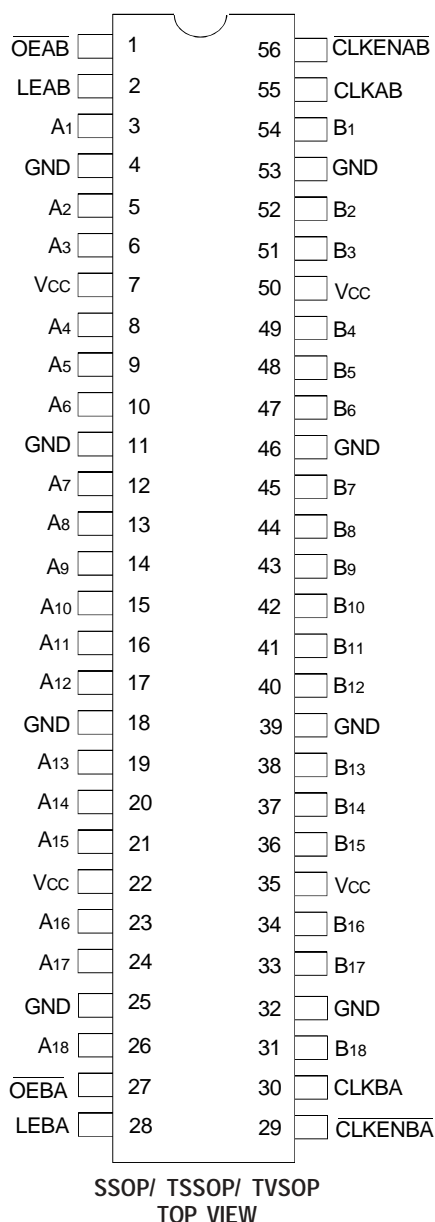 OEAB 1 56 CLKENAB
LEAB 2 55 CLKAB
A1 3 54 B1
GND 4 53 GND
A2 5 52 B2
A3 6 51 B3
VCC 7 50 VCC
A4 8 49 B4
A5 9 48 B5
A6 10 47 B6
GND 11 46 GND
A7 12 45 B7
A8 13 44 B8
A9 14 43 B9
A10 15 42 B10
A11 16 41 B11
A12 17 40 B12
GND 18 39 GND
A13 19 38 B13
A14 20 37 B14
A15 21 36 B15
VCC 22 35 VCC
A16 23 34 B16
A17 24 33 B17
GND 25 32 GND
A18 26 31 B18
OEBA 27 30 CLKBA
LEBA 28 29 CLKENBA
SSOP/ TSSOP/ TVSOP
TOP VIEW